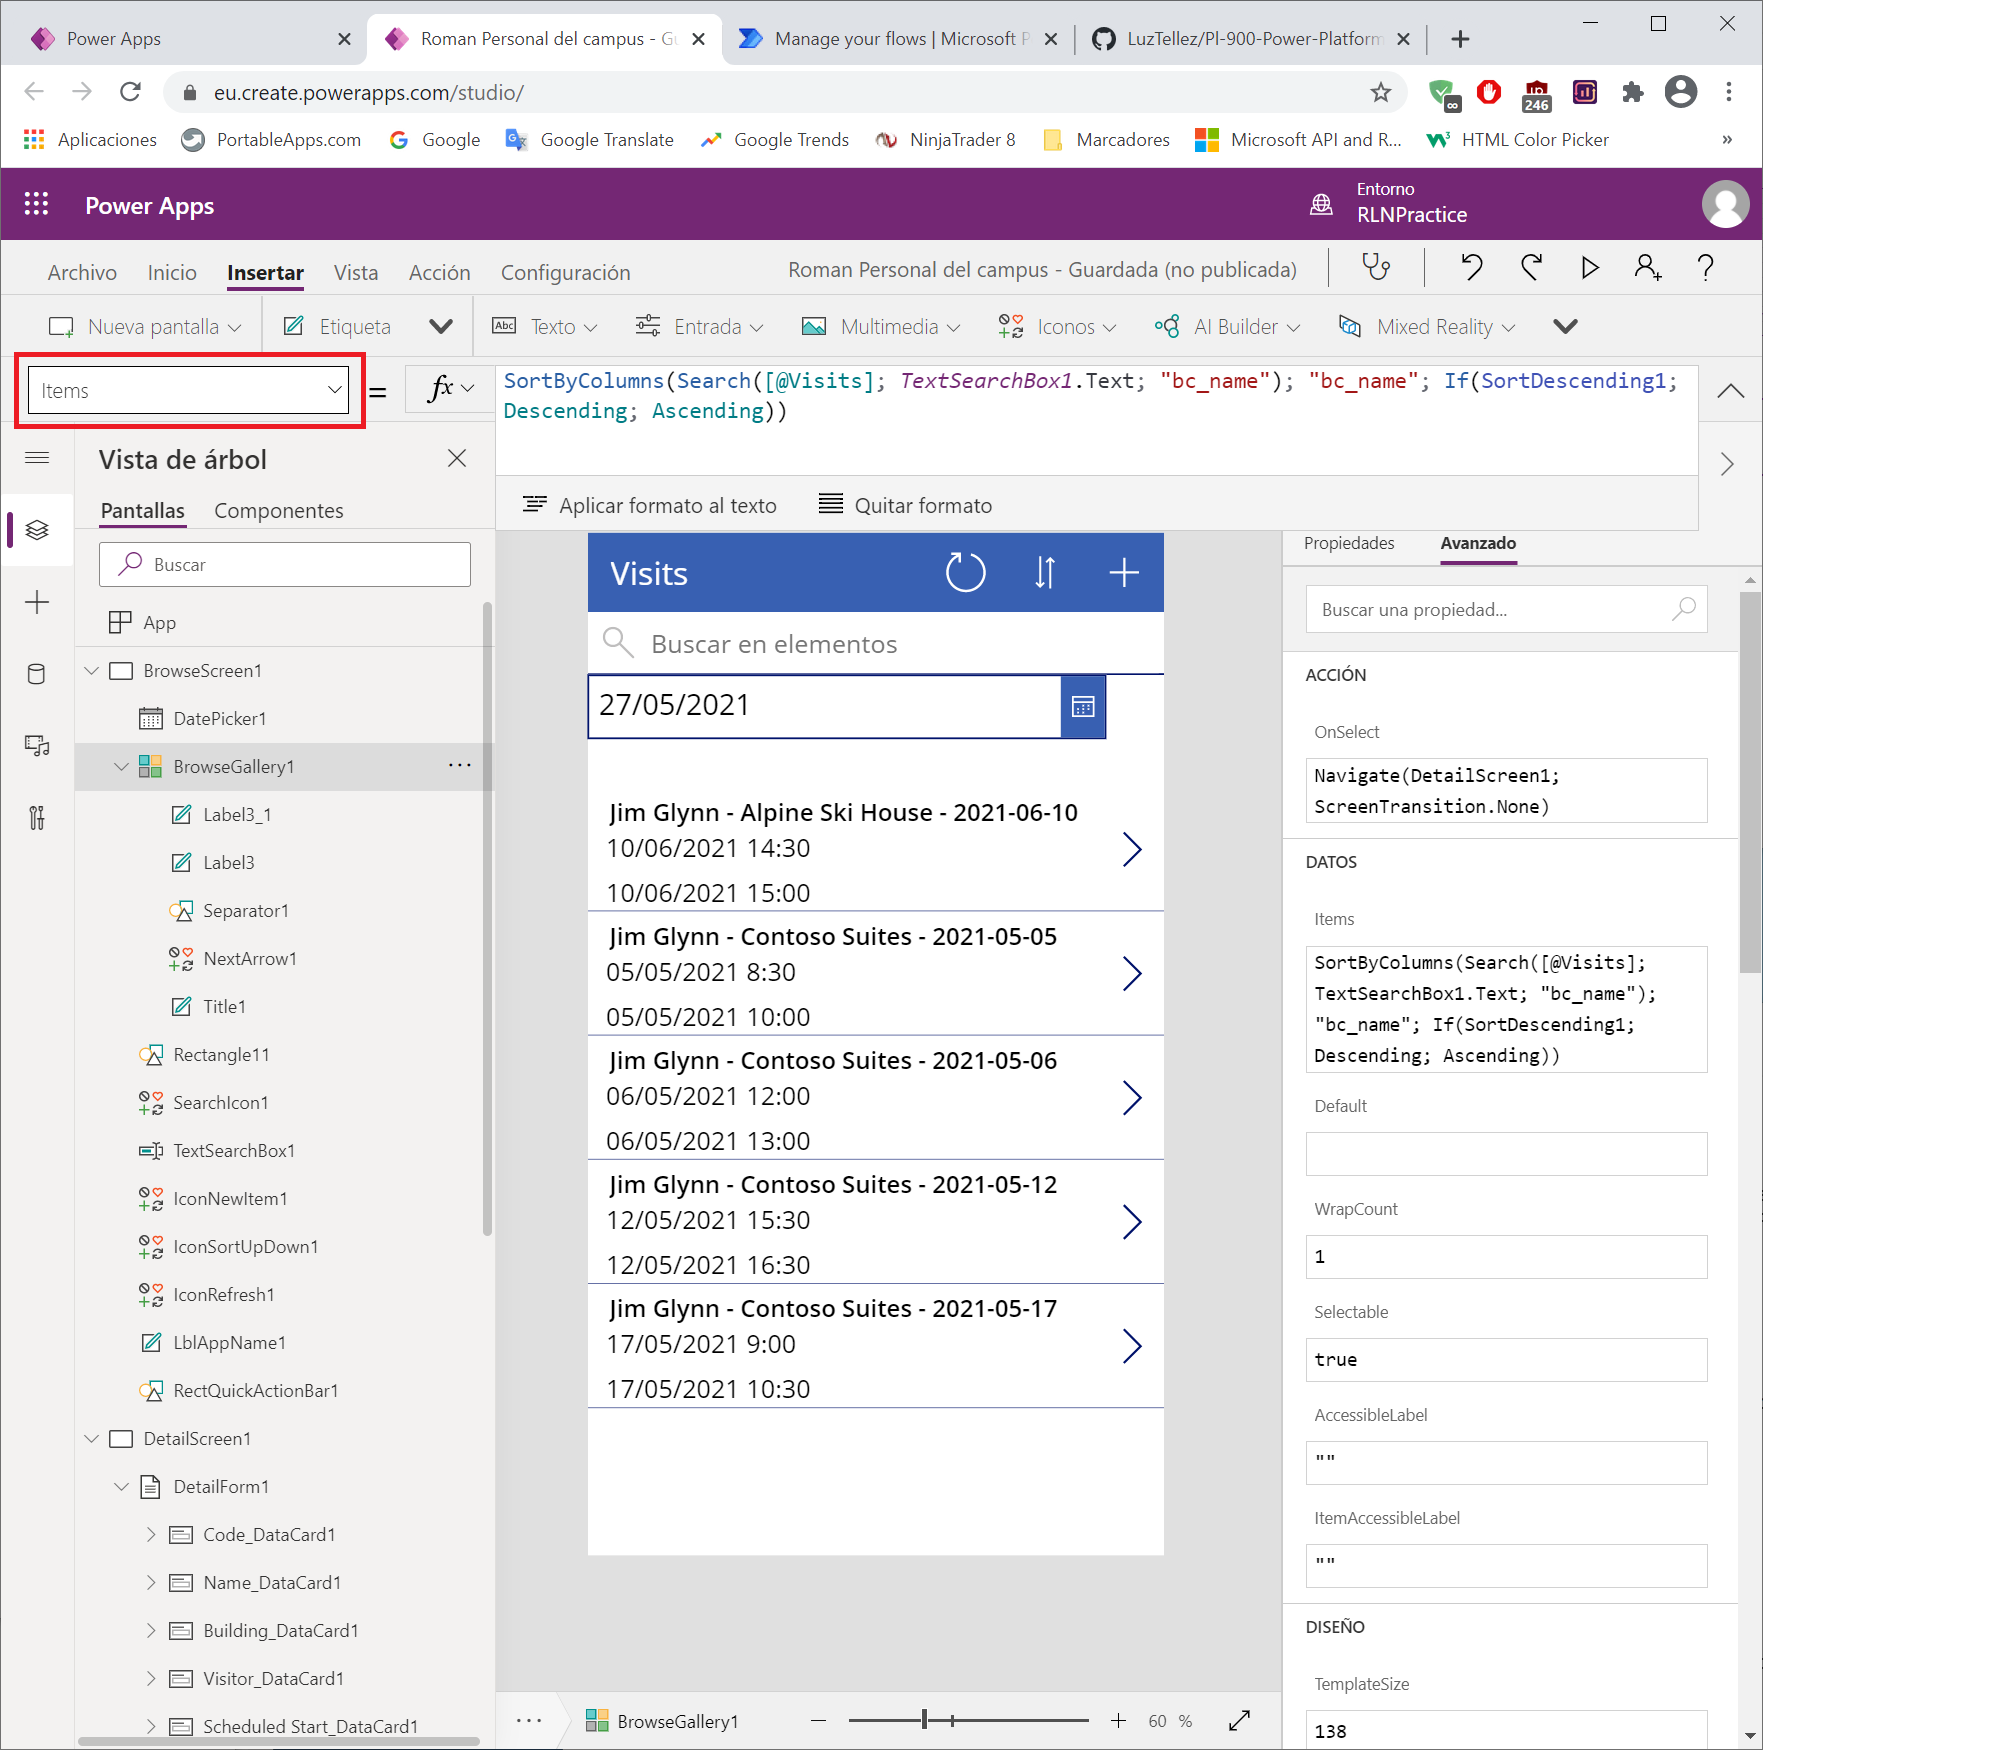 Power Apps
Roman Personal del campus - Gu
Manage your flows | Microsoft P
LuzTellez/Pl-900-Power-Platform
eu.create.powerapps.com/studio/
246
Aplicaciones
PortableApps.com
Google
Google Translate
Google Trends
NinjaTrader 8
Marcadores
Microsoft API and R...
HTML Color Picker
»
Power Apps
Entorno
RLNPractice
Archivo
Inicio
Insertar
Vista
Acción
Configuración
Roman Personal del campus - Guardada (no publicada)
Nueva pantalla
Etiqueta
Abc
Texto
Entrada
Multimedia
Iconos
AI Builder
Mixed Reality
Items
=
fx
SortByColumns(Search([@Visits]; TextSearchBox1.Text; "bc_name"); "bc_name"; If(SortDescending1;
Descending; Ascending))
Aplicar formato al texto
Quitar formato
Vista de árbol
Pantallas
Componentes
Buscar
App
BrowseScreen1
DatePicker1
BrowseGallery1
...
Label3_1
Label3
Separator1
NextArrow1
Title1
Rectangle11
SearchIcon1
TextSearchBox1
IconNewItem1
IconSortUpDown1
IconRefresh1
LblAppName1
RectQuickActionBar1
DetailScreen1
DetailForm1
Code_DataCard1
Name_DataCard1
Building_DataCard1
Visitor_DataCard1
Scheduled Start_DataCard1
Visits
Buscar en elementos
27/05/2021
Jim Glynn - Alpine Ski House - 2021-06-10
10/06/2021 14:30
10/06/2021 15:00
Jim Glynn - Contoso Suites - 2021-05-05
05/05/2021 8:30
05/05/2021 10:00
Jim Glynn - Contoso Suites - 2021-05-06
06/05/2021 12:00
06/05/2021 13:00
Jim Glynn - Contoso Suites - 2021-05-12
12/05/2021 15:30
12/05/2021 16:30
Jim Glynn - Contoso Suites - 2021-05-17
17/05/2021 9:00
17/05/2021 10:30
...
BrowseGallery1
60 %
Propiedades
Avanzado
Buscar una propiedad...
ACCIÓN
OnSelect
Navigate(DetailScreen1;
ScreenTransition.None)
DATOS
Items
SortByColumns(Search([@Visits];
TextSearchBox1.Text; "bc_name");
"bc_name"; If(SortDescending1;
Descending; Ascending))
Default
WrapCount
1
Selectable
true
AccessibleLabel
""
ItemAccessibleLabel
""
DISEÑO
TemplateSize
138